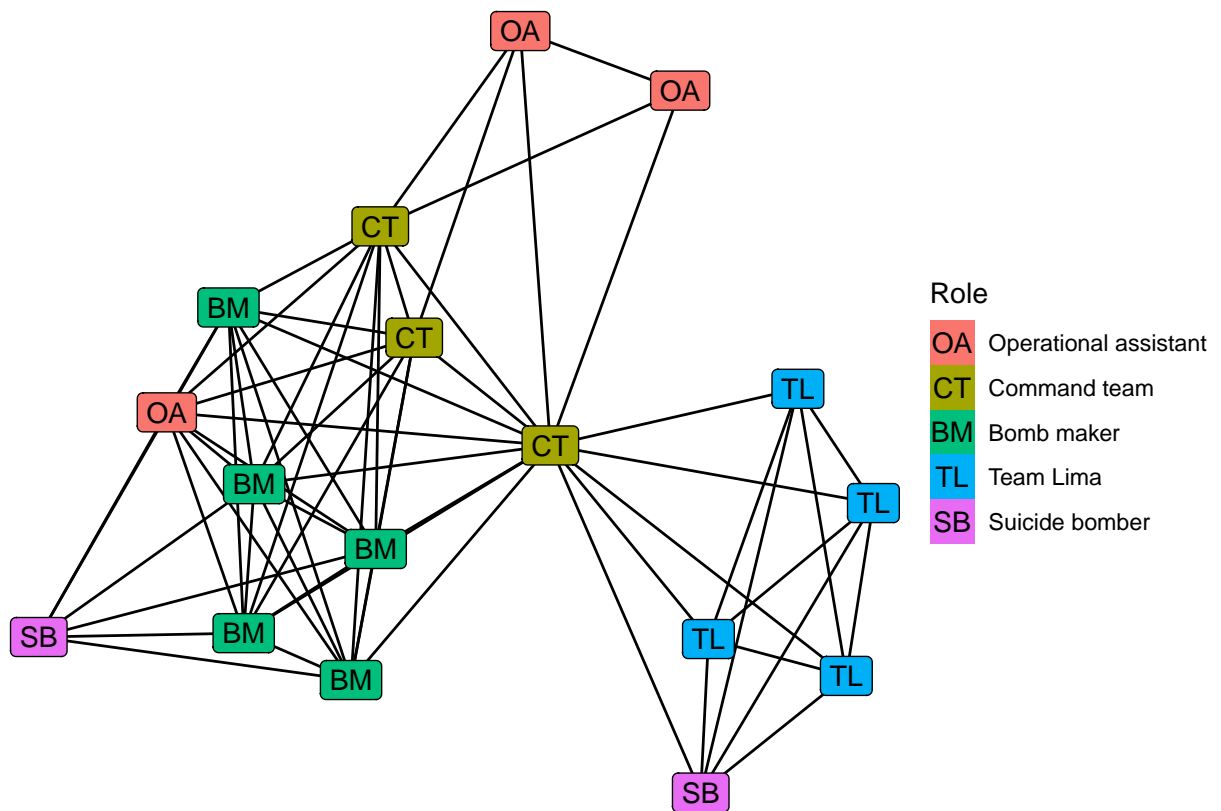 OA
OA
CT
BM
CT
TL
OA
CT
BM
TL
BM
BM
TL
SB
TL
BM
SB
Role
OA Operational assistant
CT Command team
BM Bomb maker
TL Team Lima
SB Suicide bomber